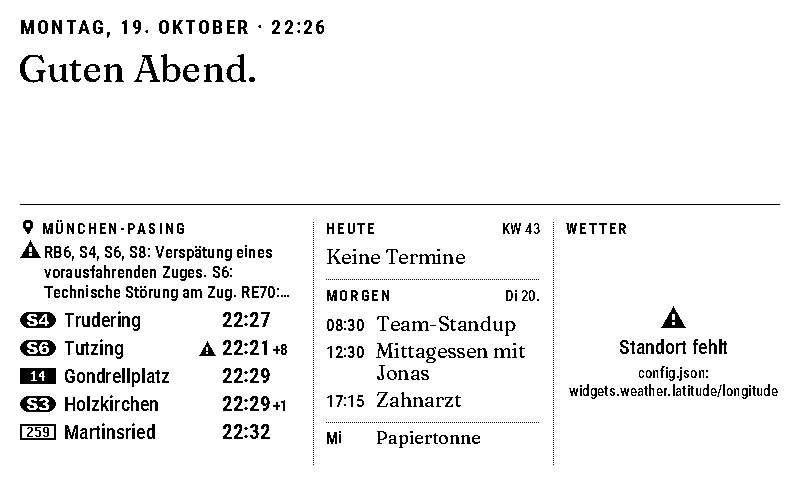 MONTAG, 19. OKTOBER · 22:26
Guten Abend.
MÜNCHEN-PASING
RB6, S4, S6, S8: Verspätung eines
vorausfahrenden Zuges. S6:
Technische Störung am Zug. RE70:…
S4 Trudering 22:27
S6 Tutzing 22:21 +8
14 Gondrellplatz 22:29
S3 Holzkirchen 22:29 +1
259 Martinsried 22:32
HEUTE KW 43
Keine Termine
MORGEN Di 20.
08:30 Team-Standup
12:30 Mittagessen mit
Jonas
17:15 Zahnarzt
Mi Papiertonne
WETTER
Standort fehlt
config.json:
widgets.weather.latitude/longitude